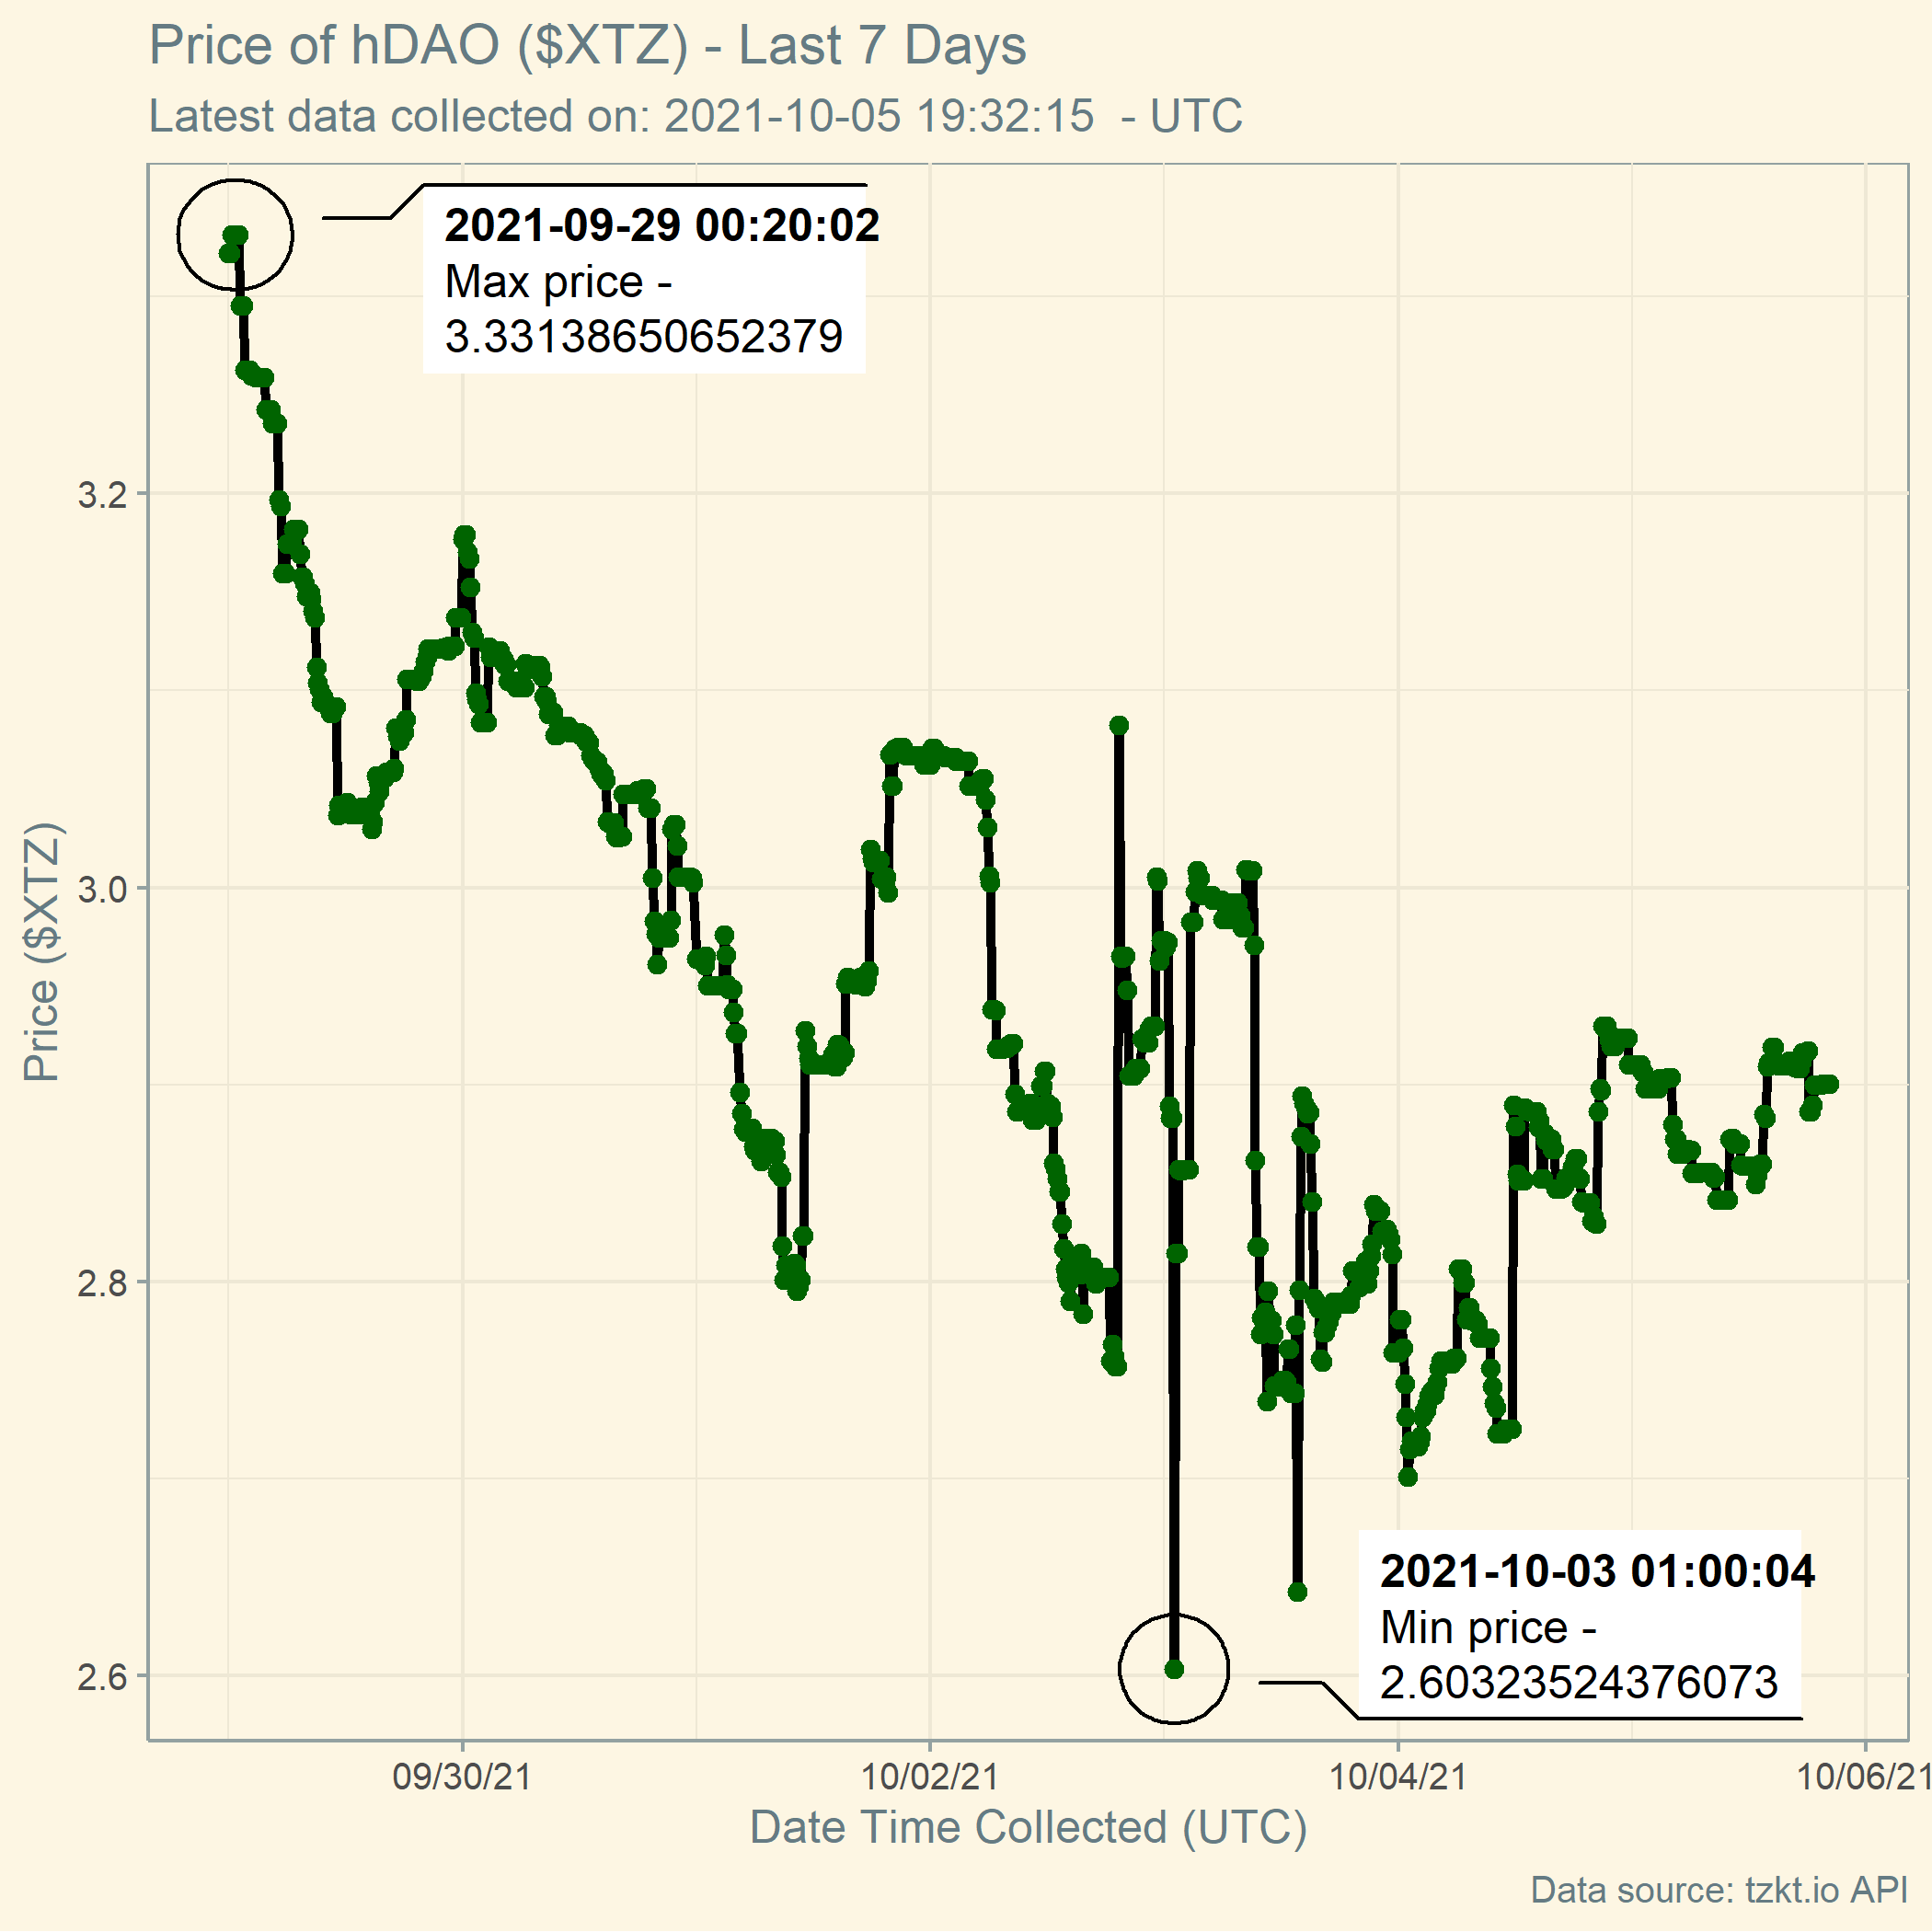 Price of hDAO ($XTZ) - Last 7 Days
Latest data collected on: 2021-10-05 19:32:15  - UTC
2021-09-29 00:20:02
Max price -
3.33138650652379
3.2
3.0
2.8
2.6
Price ($XTZ)
2021-10-03 01:00:04
Min price -
2.60323524376073
09/30/21
10/02/21
10/04/21
10/06/21
Date Time Collected (UTC)
Data source: tzkt.io API